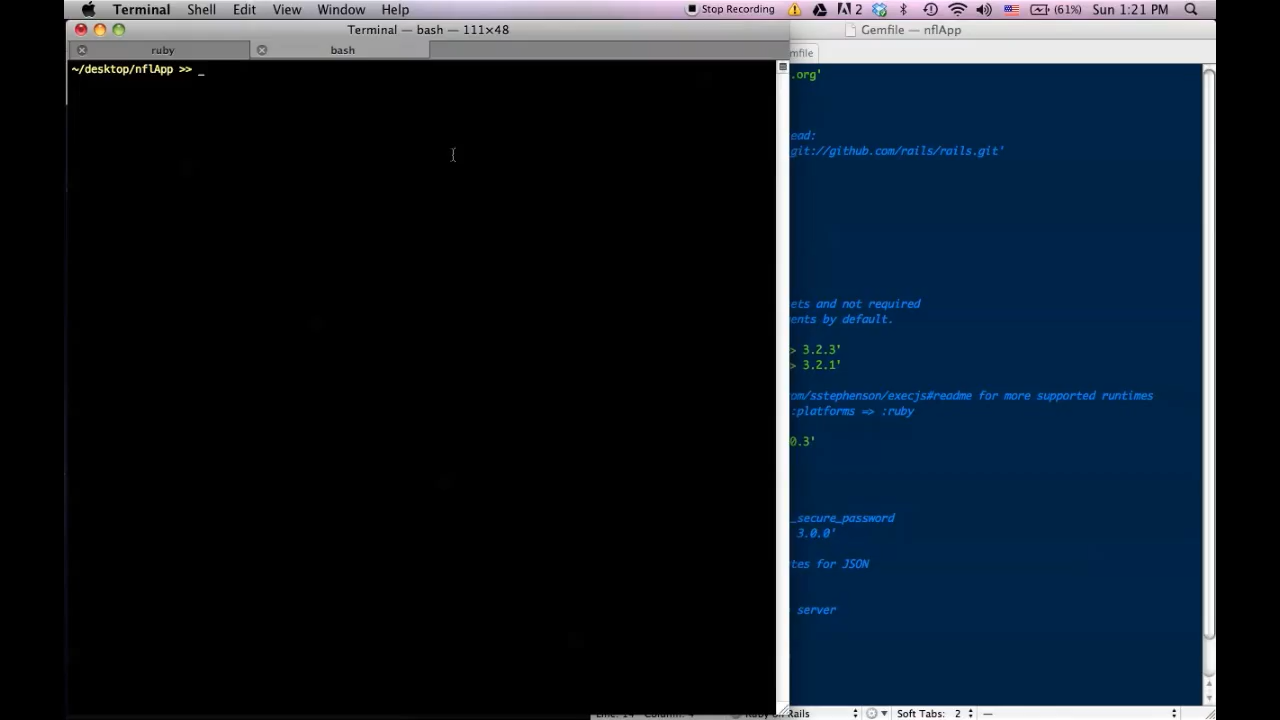 Terminal Shell Edit View Window Help Stop Recording 2 (61%) Sun 1:21 PM
Terminal — bash — 111×48
Gemfile — nflApp
ruby
bash
mfile
~/desktop/nflApp >> _
.org'
ead:
git://github.com/rails/rails.git'
ets and not required
ents by default.
> 3.2.3'
> 3.2.1'
om/sstephenson/execjs#readme for more supported runtimes
:platforms => :ruby
0.3'
_secure_password
3.0.0'
tes for JSON
server
Rails
Soft Tabs: 2 —